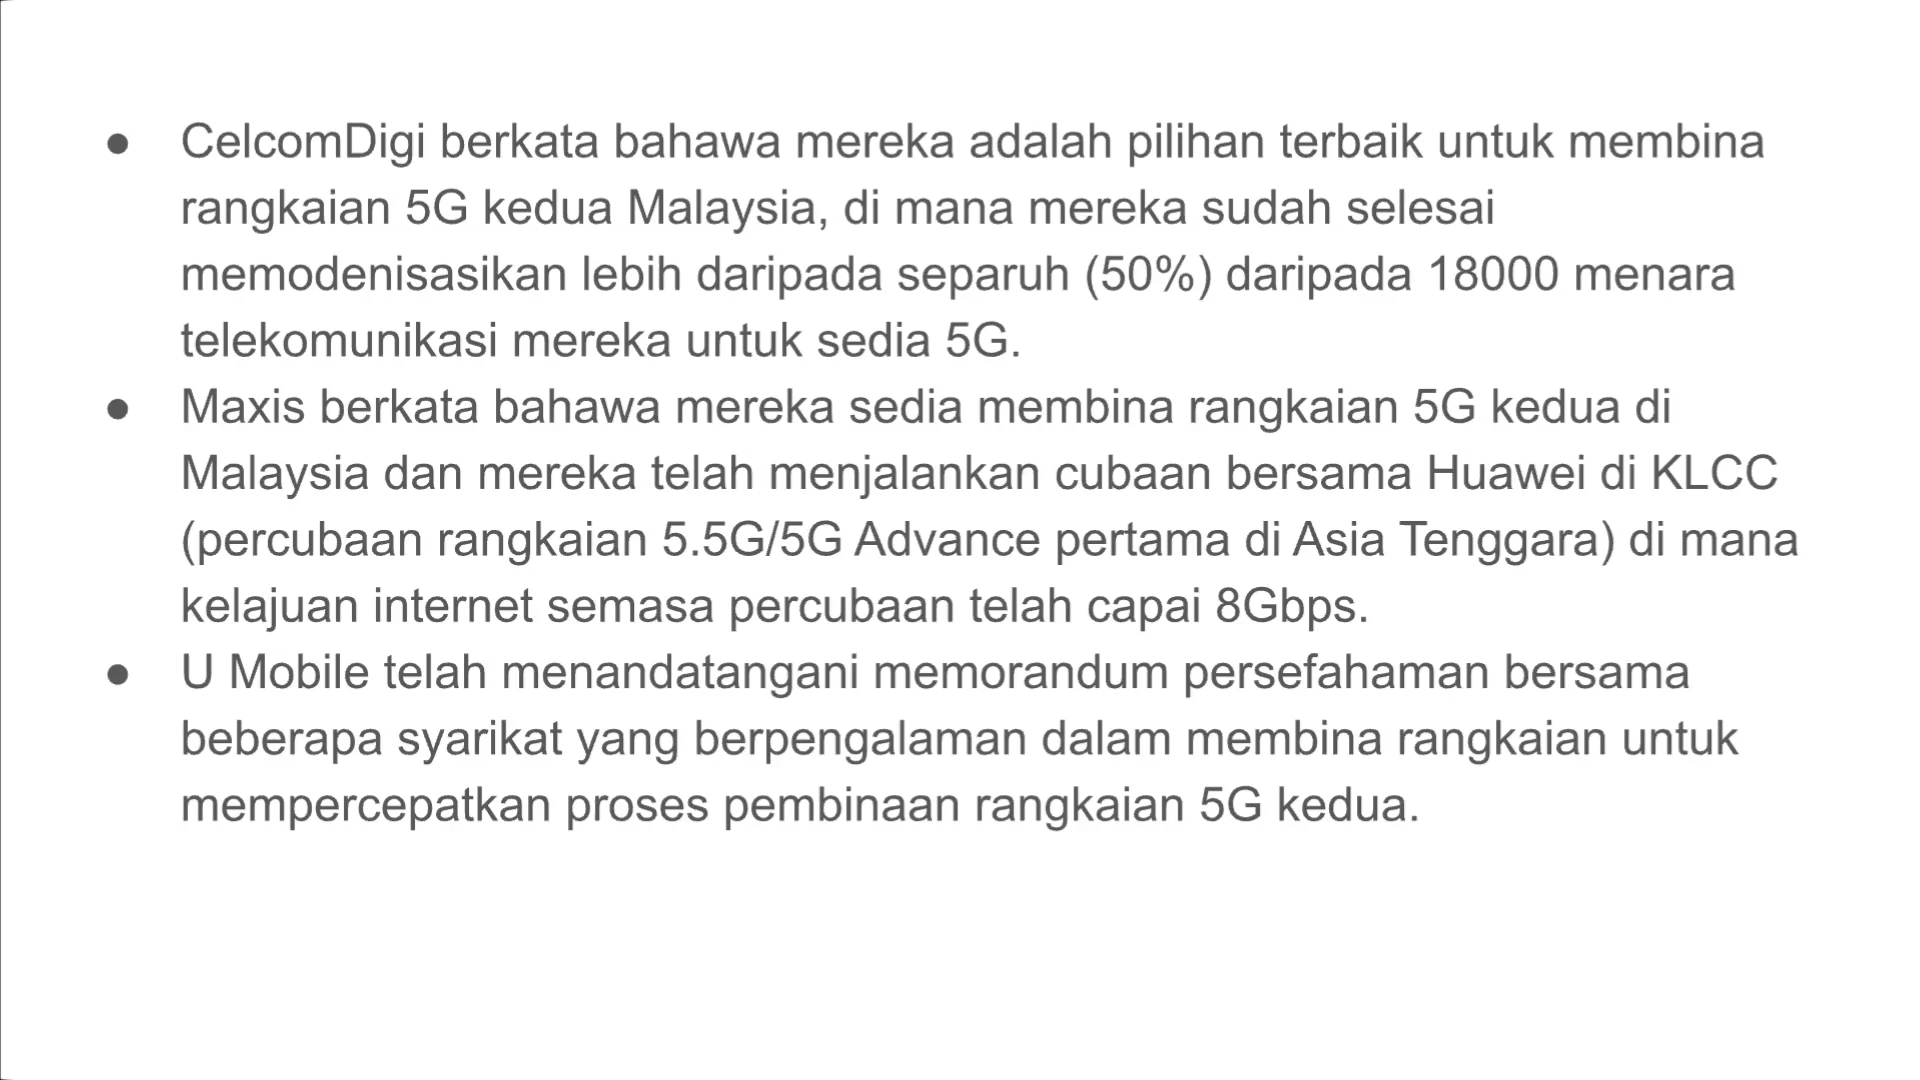 ● CelcomDigi berkata bahawa mereka adalah pilihan terbaik untuk membina
rangkaian 5G kedua Malaysia, di mana mereka sudah selesai
memodenisasikan lebih daripada separuh (50%) daripada 18000 menara
telekomunikasi mereka untuk sedia 5G.
● Maxis berkata bahawa mereka sedia membina rangkaian 5G kedua di
Malaysia dan mereka telah menjalankan cubaan bersama Huawei di KLCC
(percubaan rangkaian 5.5G/5G Advance pertama di Asia Tenggara) di mana
kelajuan internet semasa percubaan telah capai 8Gbps.
● U Mobile telah menandatangani memorandum persefahaman bersama
beberapa syarikat yang berpengalaman dalam membina rangkaian untuk
mempercepatkan proses pembinaan rangkaian 5G kedua.